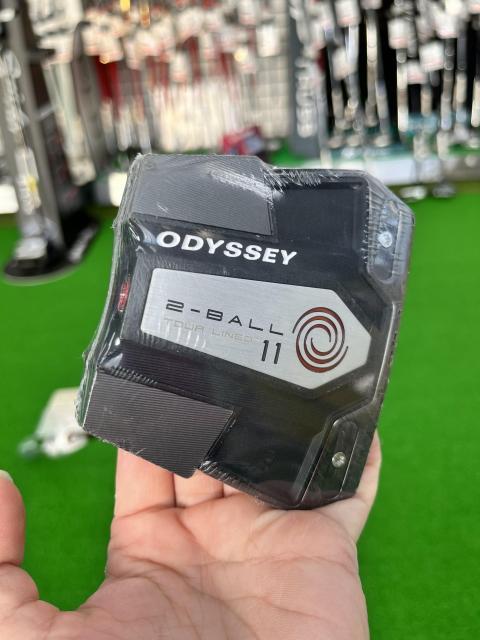 ODYSSEY
2-BALL
TOUR LINED
11